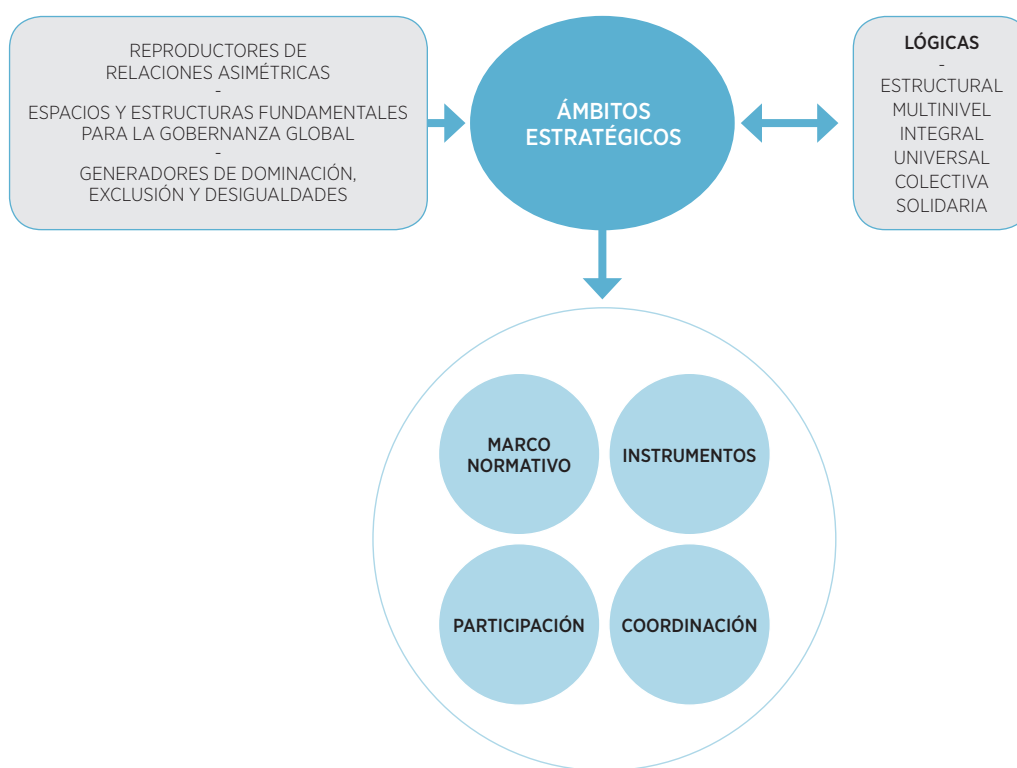 REPRODUCTORES DE
RELACIONES ASIMÉTRICAS
-
ESPACIOS Y ESTRUCTURAS FUNDAMENTALES
PARA LA GOBERNANZA GLOBAL
-
GENERADORES DE DOMINACIÓN,
EXCLUSIÓN Y DESIGUALDADES
ÁMBITOS
ESTRATÉGICOS
LÓGICAS
-
ESTRUCTURAL
MULTINIVEL
INTEGRAL
UNIVERSAL
COLECTIVA
SOLIDARIA
MARCO
NORMATIVO
INSTRUMENTOS
PARTICIPACIÓN
COORDINACIÓN